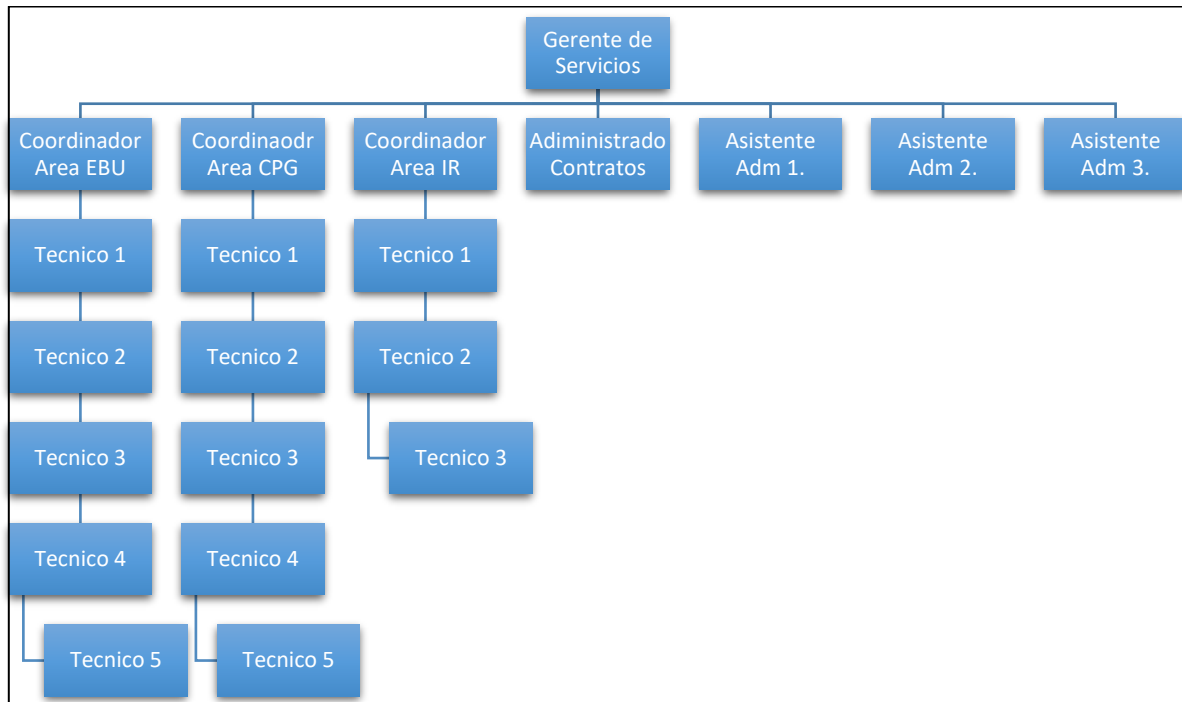 Gerente de
Servicios
Coordinador
Area EBU
Coordinaodr
Area CPG
Coordinador
Area IR
Adiministrado
Contratos
Asistente
Adm 1.
Asistente
Adm 2.
Asistente
Adm 3.
Tecnico 1
Tecnico 1
Tecnico 1
Tecnico 2
Tecnico 2
Tecnico 2
Tecnico 3
Tecnico 3
Tecnico 3
Tecnico 4
Tecnico 4
Tecnico 5
Tecnico 5